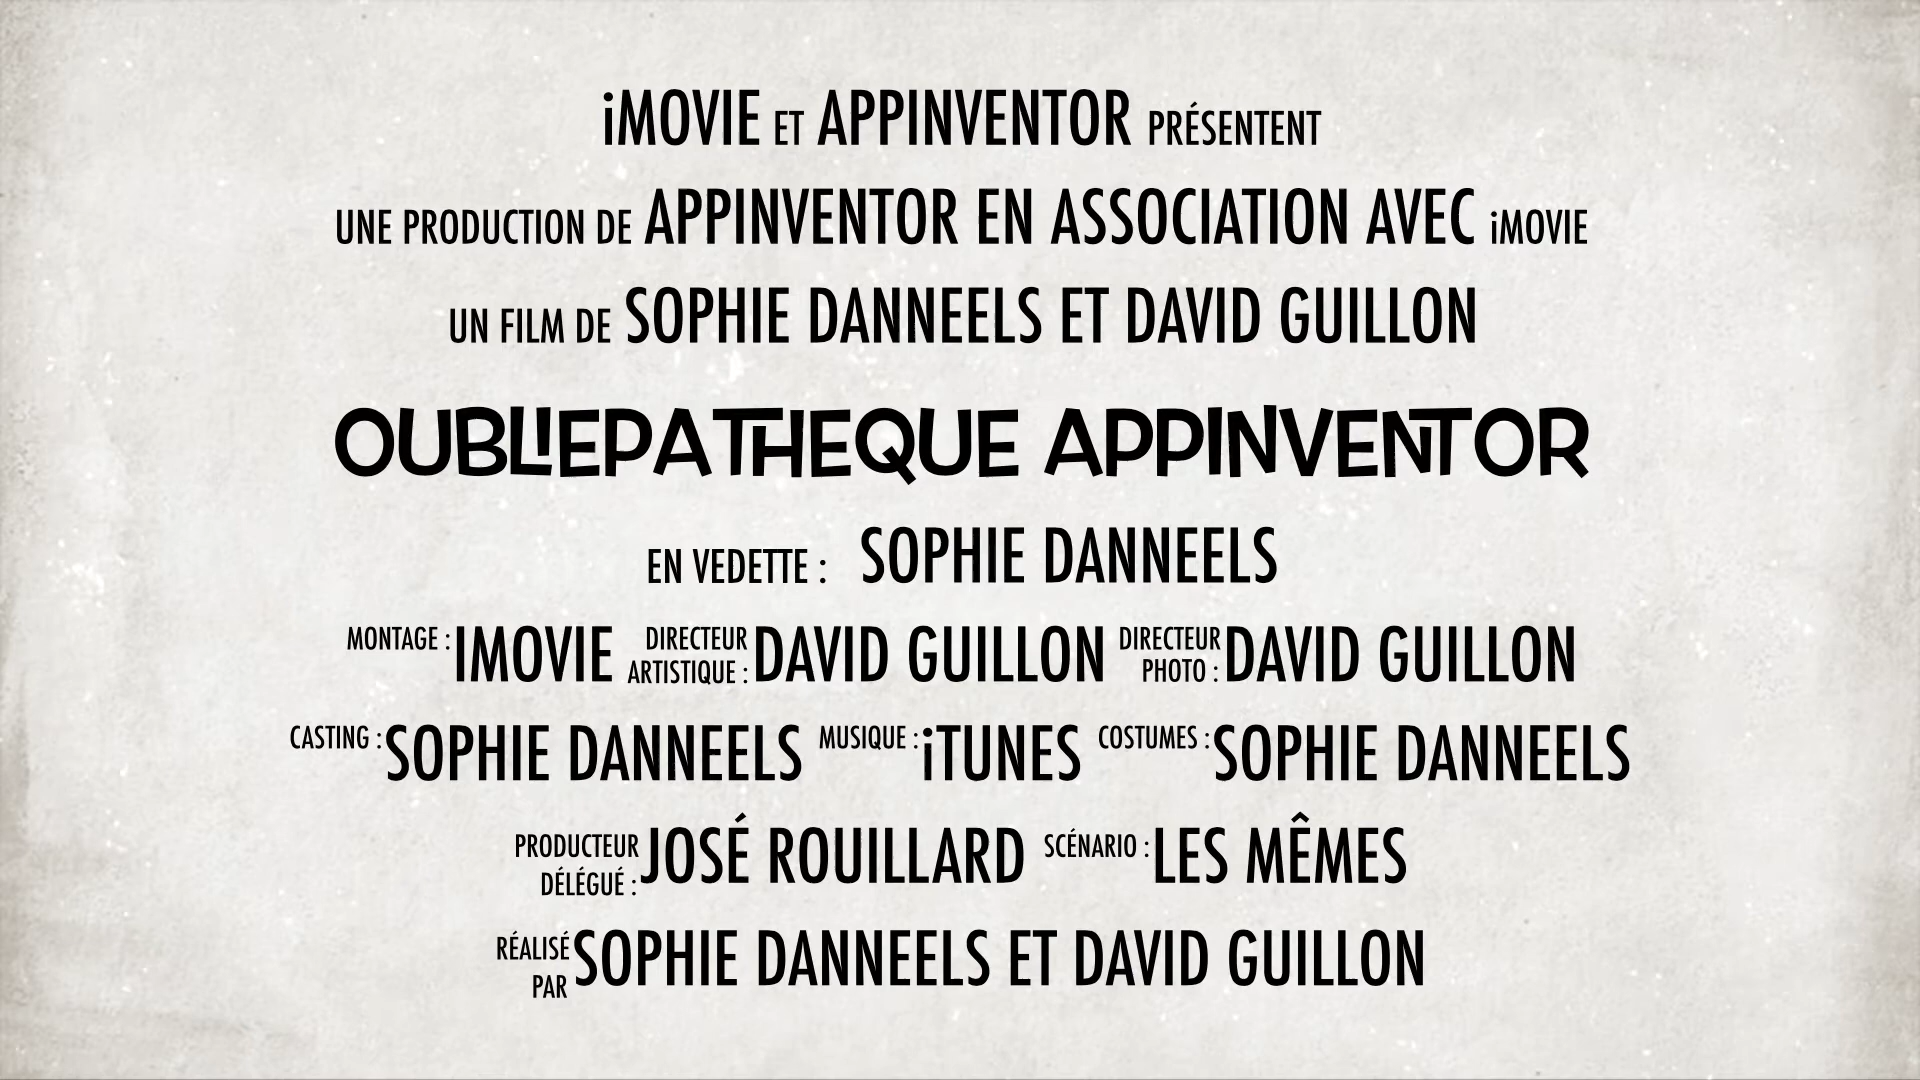 iMOVIE ET APPINVENTOR PRÉSENTENT
UNE PRODUCTION DE APPINVENTOR EN ASSOCIATION AVEC iMOVIE
UN FILM DE SOPHIE DANNEELS ET DAVID GUILLON
OUBLIEPATHEQUE APPINVENTOR
EN VEDETTE : SOPHIE DANNEELS
MONTAGE : IMOVIE DIRECTEUR ARTISTIQUE : DAVID GUILLON DIRECTEUR PHOTO : DAVID GUILLON
CASTING : SOPHIE DANNEELS MUSIQUE : iTUNES COSTUMES : SOPHIE DANNEELS
PRODUCTEUR DÉLÉGUÉ : JOSÉ ROUILLARD SCÉNARIO : LES MÊMES
RÉALISÉ PAR SOPHIE DANNEELS ET DAVID GUILLON